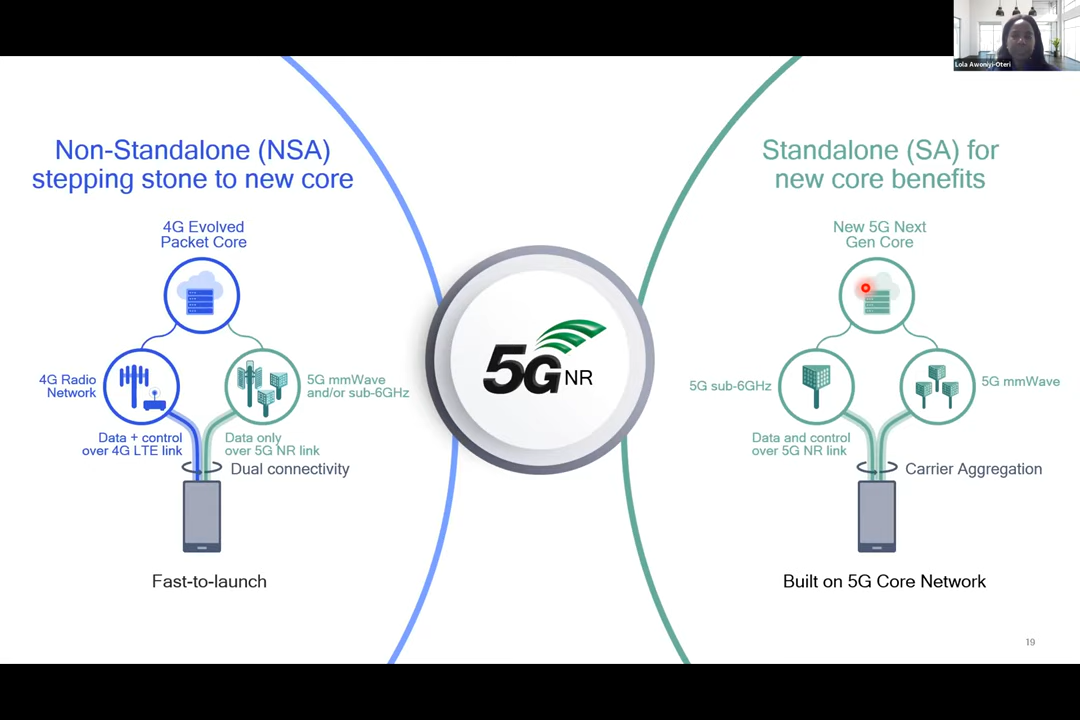 Lola Awoniyi-Oteri
Non-Standalone (NSA)
stepping stone to new core
4G Evolved
Packet Core
4G Radio
Network
5G mmWave
and/or sub-6GHz
Data + control
over 4G LTE link
Data only
over 5G NR link
Dual connectivity
Fast-to-launch
5G NR
Standalone (SA) for
new core benefits
New 5G Next
Gen Core
5G sub-6GHz
5G mmWave
Data and control
over 5G NR link
Carrier Aggregation
Built on 5G Core Network
19